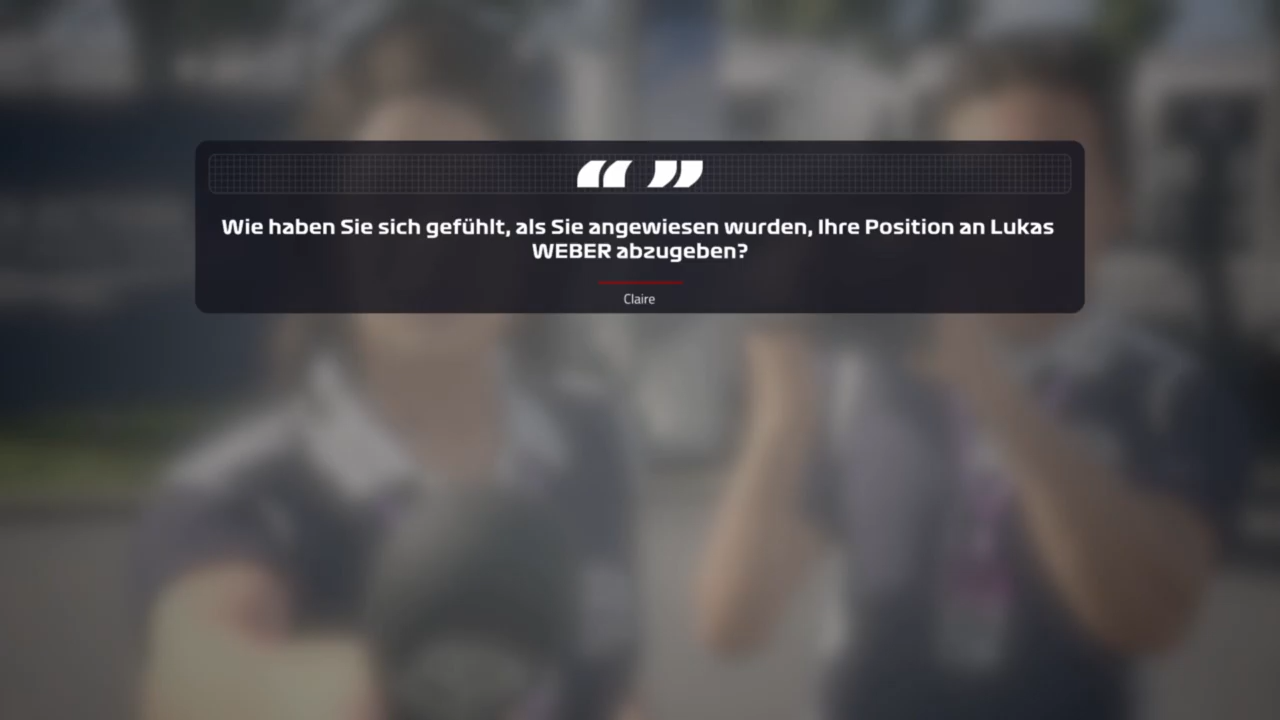 Wie haben Sie sich gefühlt, als Sie angewiesen wurden, Ihre Position an Lukas
WEBER abzugeben?
Claire